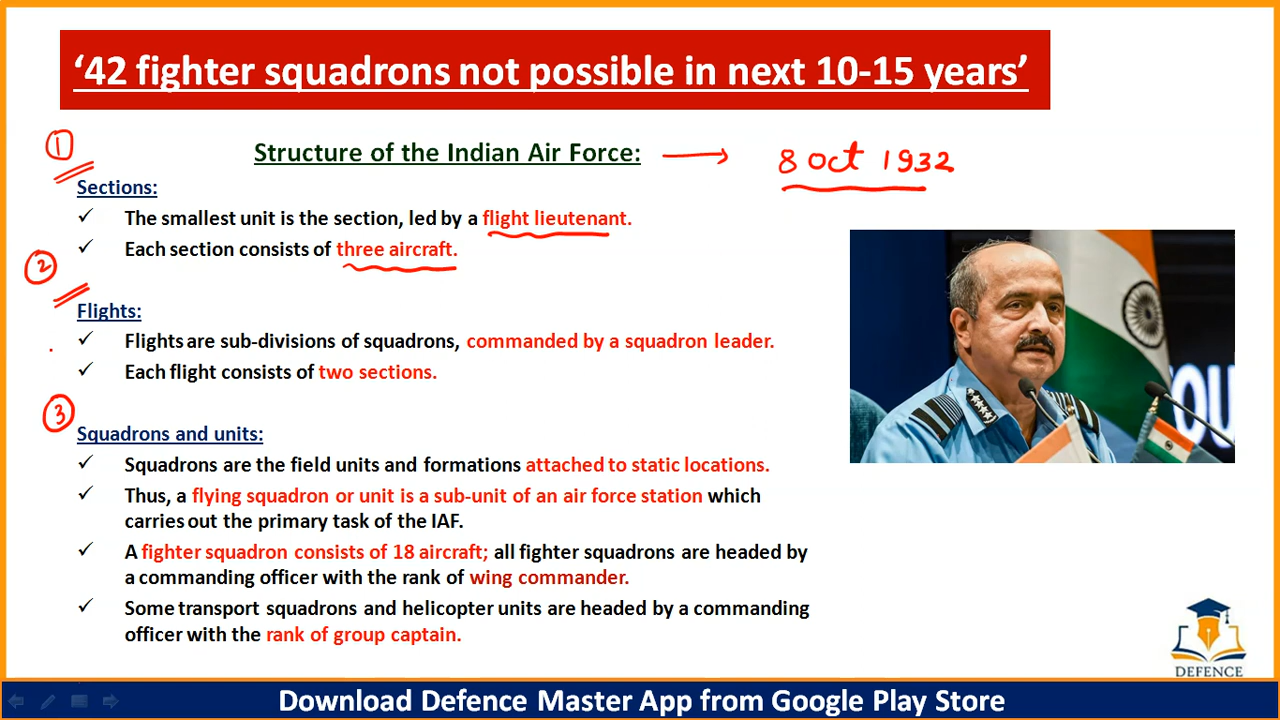 ‘42 fighter squadrons not possible in next 10-15 years’
1
Structure of the Indian Air Force:
8 Oct 1932
Sections:
✓ The smallest unit is the section, led by a flight lieutenant.
✓ Each section consists of three aircraft.
2
Flights:
✓ Flights are sub-divisions of squadrons, commanded by a squadron leader.
✓ Each flight consists of two sections.
3
Squadrons and units:
✓ Squadrons are the field units and formations attached to static locations.
✓ Thus, a flying squadron or unit is a sub-unit of an air force station which
carries out the primary task of the IAF.
✓ A fighter squadron consists of 18 aircraft; all fighter squadrons are headed by
a commanding officer with the rank of wing commander.
✓ Some transport squadrons and helicopter units are headed by a commanding
officer with the rank of group captain.
OU
DEFENCE
Download Defence Master App from Google Play Store